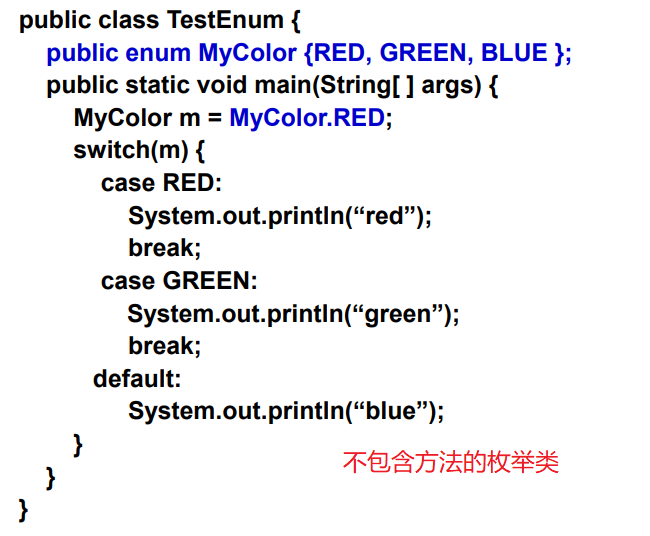 public class TestEnum {
public enum MyColor {RED, GREEN, BLUE };
public static void main(String[ ] args) {
MyColor m = MyColor.RED;
switch(m) {
case RED:
System.out.println(“red”);
break;
case GREEN:
System.out.println(“green”);
break;
default:
System.out.println(“blue”);
}
不包含方法的枚举类
}
}